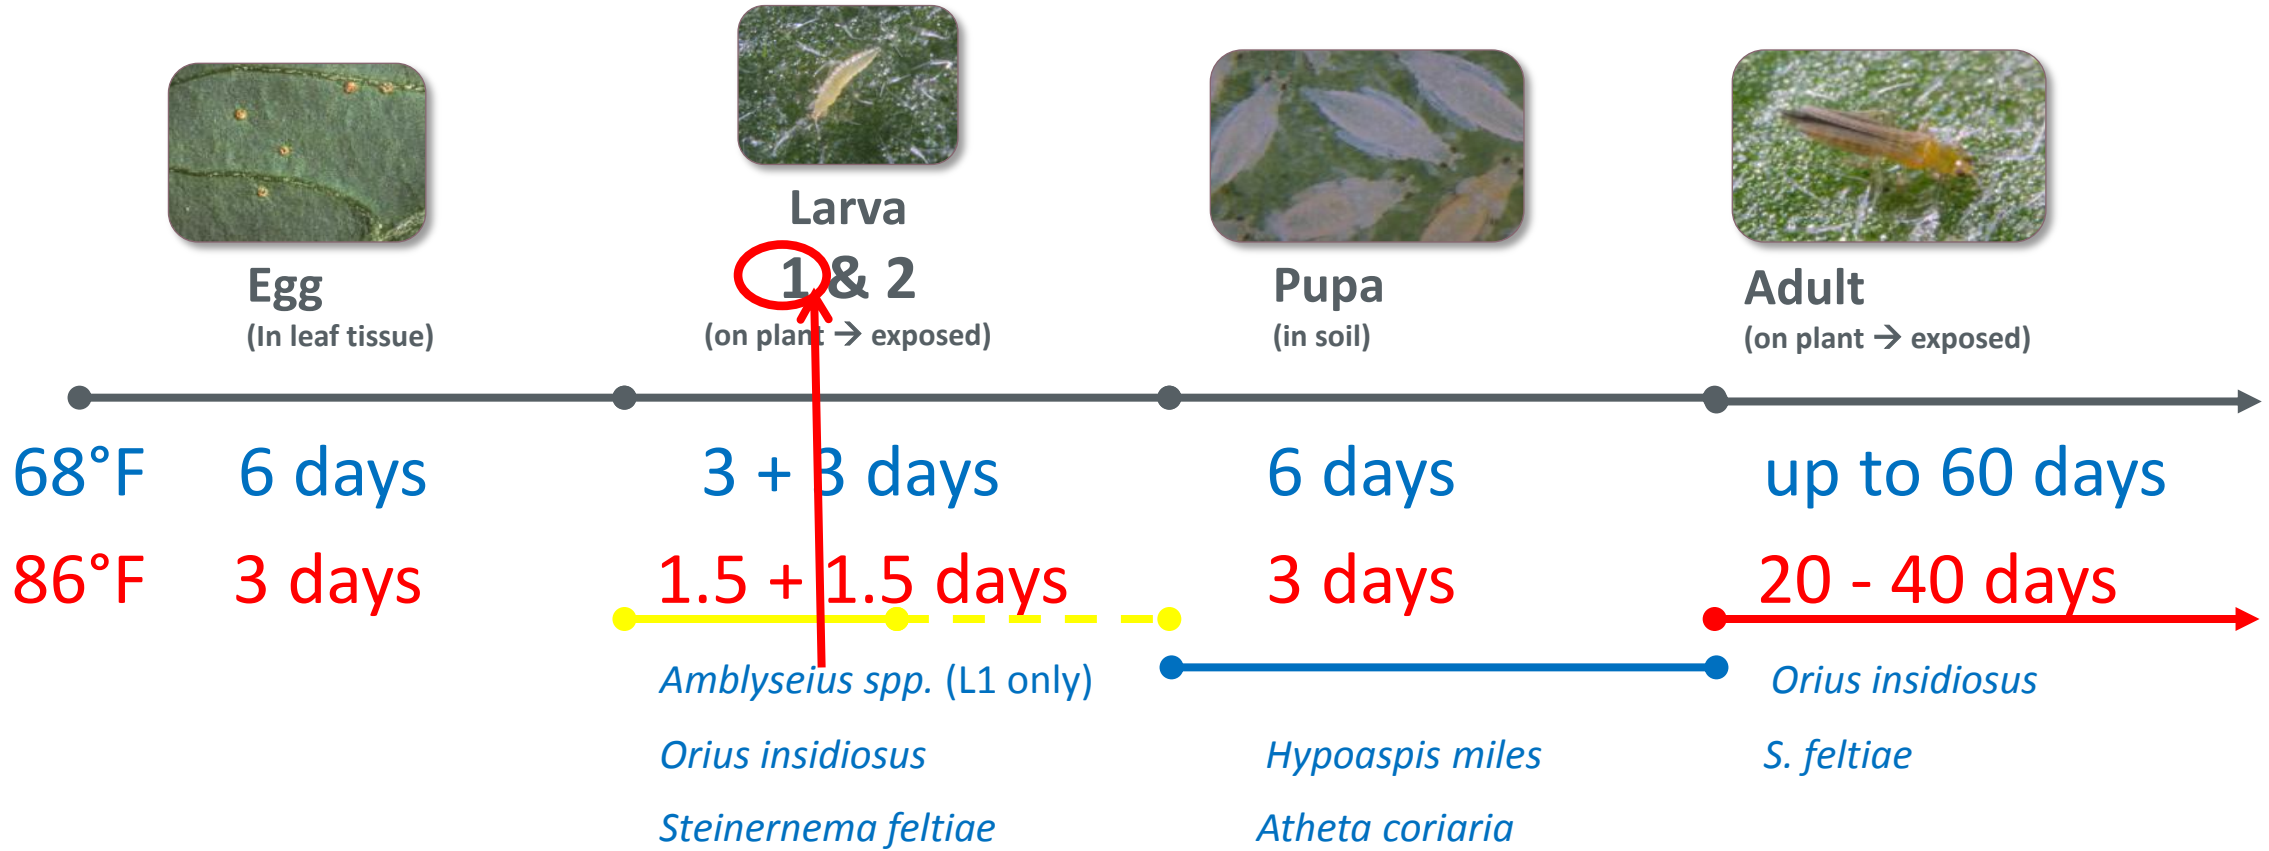 Egg
(In leaf tissue)
Larva
1 & 2
(on plant → exposed)
Pupa
(in soil)
Adult
(on plant → exposed)
68°F 6 days 3 + 3 days 6 days up to 60 days
86°F 3 days 1.5 + 1.5 days 3 days 20 - 40 days
Amblyseius spp. (L1 only)
Orius insidiosus
Steinernema feltiae
Hypoaspis miles
Atheta coriaria
Orius insidiosus
S. feltiae